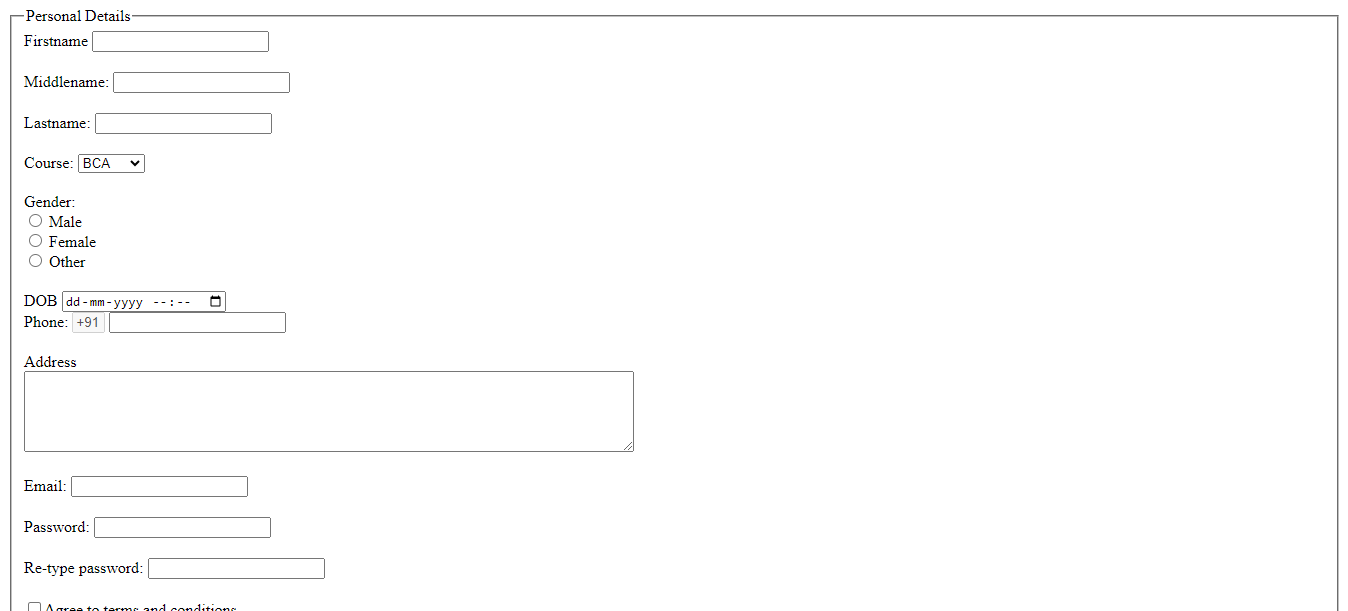 Personal Details
Firstname
Middlename:
Lastname:
Course: BCA
Gender:
Male
Female
Other
DOB dd-mm-yyyy --:--
Phone: +91
Address
Email:
Password:
Re-type password:
Agree to terms and conditions